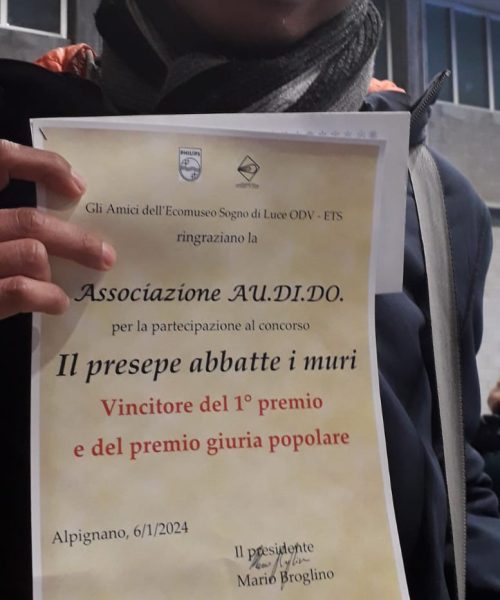 PHILIPS
Gli Amici dell'Ecomuseo Sogno di Luce ODV - ETS
ringraziano la
Associazione AU.DI.DO.
per la partecipazione al concorso
Il presepe abbatte i muri
Vincitore del 1° premio
e del premio giuria popolare
Alpignano, 6/1/2024
Il presidente
Mario Broglino